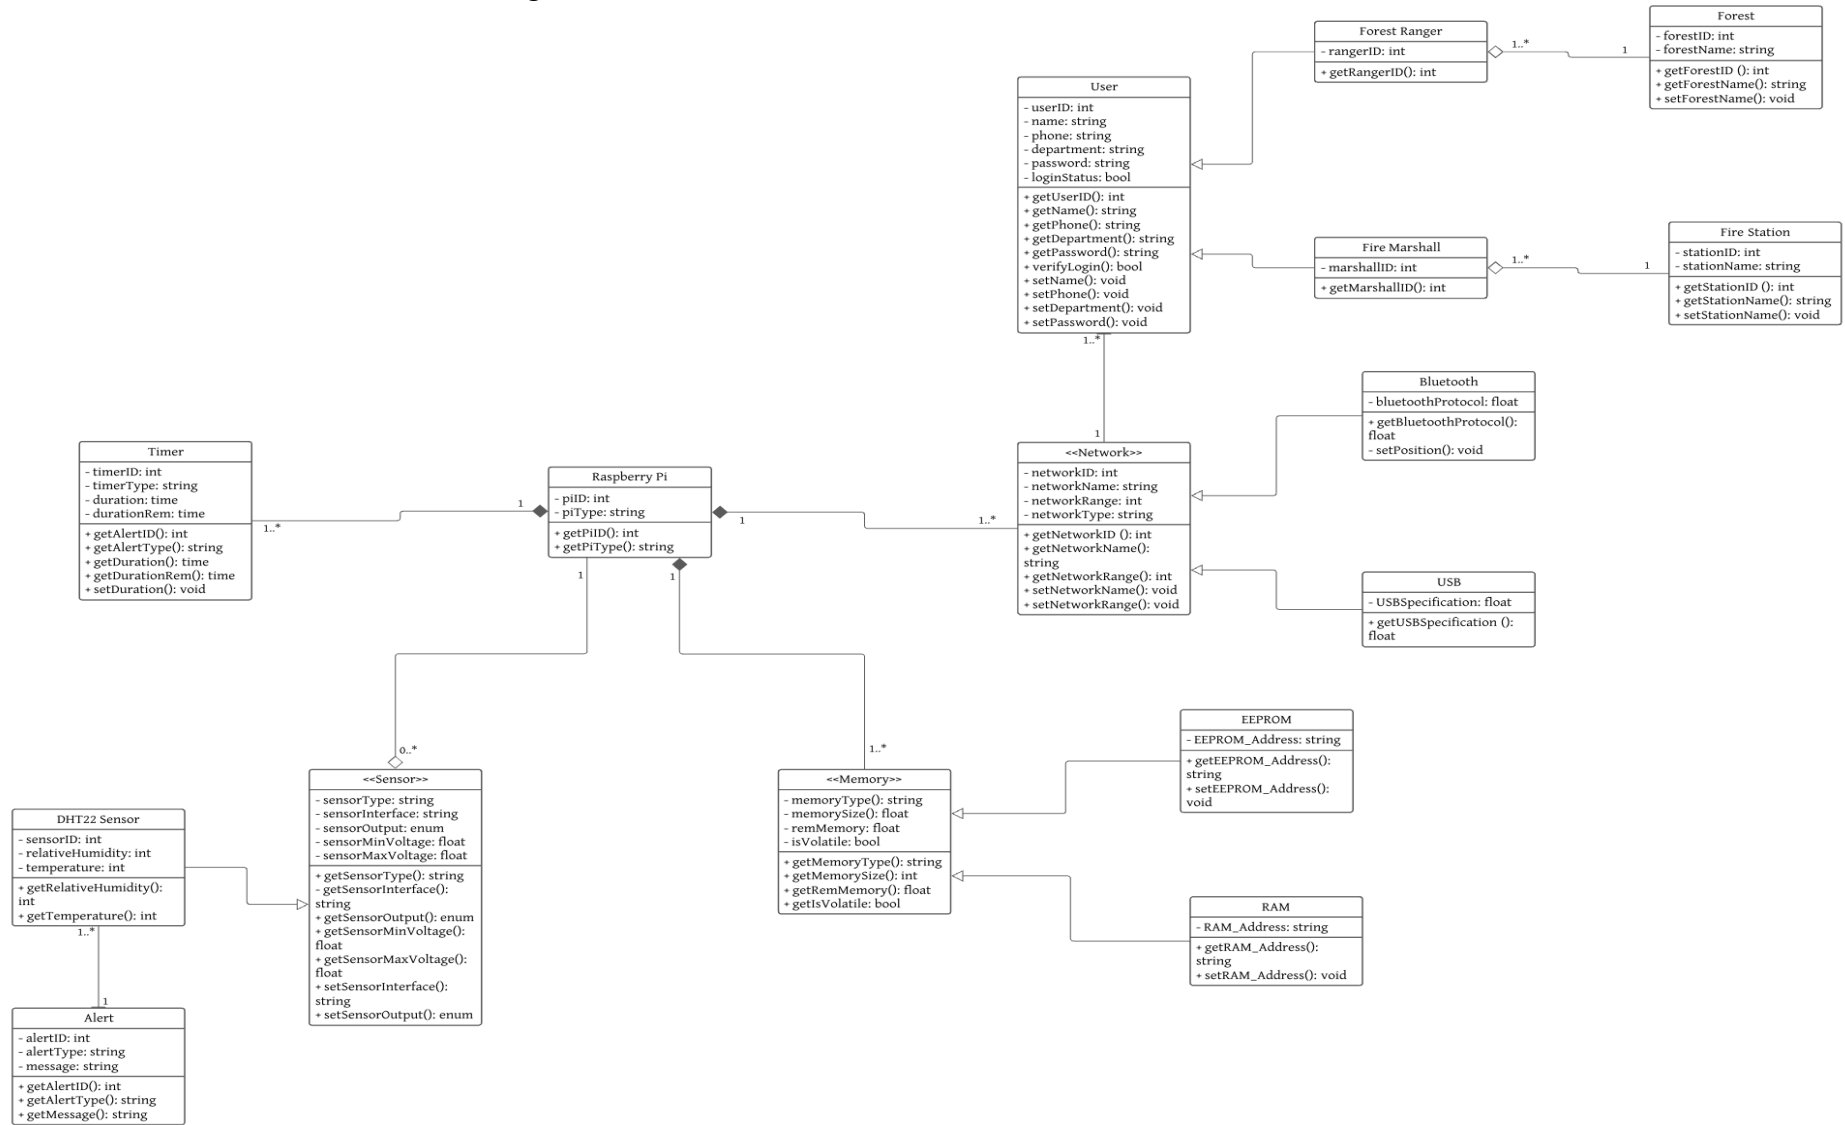 Forest Ranger
- rangerID: int
+ getRangerID(): int
1..*
1
Forest
- forestID: int
- forestName: string
+ getForestID (): int
+ getForestName(): string
+ setForestName(): void
User
- userID: int
- name: string
- phone: string
- department: string
- password: string
- loginStatus: bool
+ getUserID(): int
+ getName(): string
+ getPhone(): string
+ getDepartment(): string
+ getPassword(): string
+ verifyLogin(): bool
+ setName(): void
+ setPhone(): void
+ setDepartment(): void
+ setPassword(): void
1..*
1
Fire Marshall
- marshallID: int
+ getMarshallID(): int
1..*
1
Fire Station
- stationID: int
- stationName: string
+ getStationID (): int
+ getStationName(): string
+ setStationName(): void
Bluetooth
- bluetoothProtocol: float
+ getBluetoothProtocol():
float
- setPosition(): void
Timer
- timerID: int
- timerType: string
- duration: time
- durationRem: time
+ getAlertID(): int
+ getAlertType(): string
+ getDuration(): time
+ getDurationRem(): time
+ setDuration(): void
1..*
1
Raspberry Pi
- piID: int
- piType: string
+ getPiID(): int
+ getPiType(): string
1
1..*
1
1
<<Network>>
- networkID: int
- networkName: string
- networkRange: int
- networkType: string
+ getNetworkID (): int
+ getNetworkName():
string
+ getNetworkRange(): int
+ setNetworkName(): void
+ setNetworkRange(): void
USB
- USBSpecification: float
+ getUSBSpecification ():
float
0..*
1..*
EEPROM
- EEPROM_Address: string
+ getEEPROM_Address():
string
+ setEEPROM_Address():
void
<<Sensor>>
- sensorType: string
- sensorInterface: string
- sensorOutput: enum
- sensorMinVoltage: float
- sensorMaxVoltage: float
+ getSensorType(): string
- getSensorInterface():
string
+ getSensorOutput(): enum
+ getSensorMinVoltage():
float
+ getSensorMaxVoltage():
float
+ setSensorInterface():
string
+ setSensorOutput(): enum
<<Memory>>
- memoryType(): string
- memorySize(): float
- remMemory: float
- isVolatile: bool
+ getMemoryType(): string
+ getMemorySize(): int
+ getRemMemory(): float
+ getIsVolatile: bool
DHT22 Sensor
- sensorID: int
- relativeHumidity: int
- temperature: int
+ getRelativeHumidity():
int
+ getTemperature(): int
1..*
1
RAM
- RAM_Address: string
+ getRAM_Address():
string
+ setRAM_Address(): void
Alert
- alertID: int
- alertType: string
- message: string
+ getAlertID(): int
+ getAlertType(): string
+ getMessage(): string